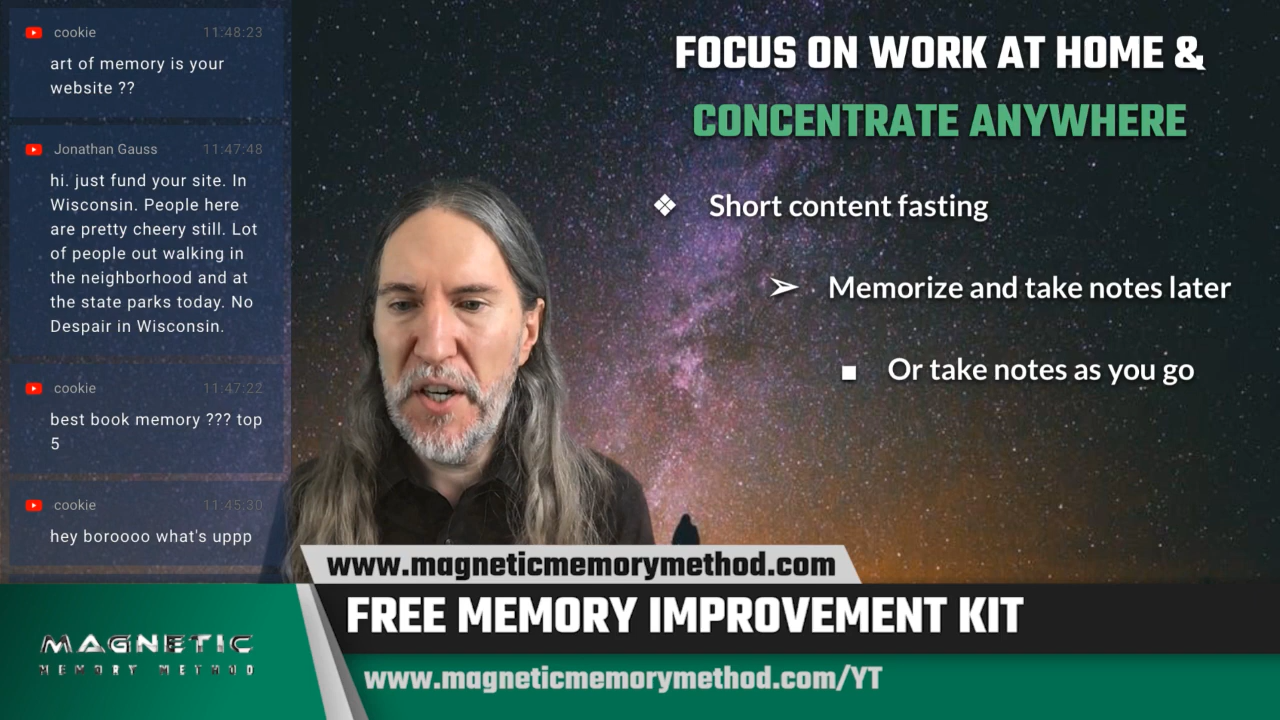 cookie 11:48:23
art of memory is your
website ??
Jonathan Gauss 11:47:48
hi. just fund your site. In
Wisconsin. People here
are pretty cheery still. Lot
of people out walking in
the neighborhood and at
the state parks today. No
Despair in Wisconsin.
cookie 11:47:22
best book memory ??? top
5
cookie 11:45:30
hey boroooo what's uppp
FOCUS ON WORK AT HOME &
CONCENTRATE ANYWHERE
Short content fasting
Memorize and take notes later
Or take notes as you go
www.magneticmemorymethod.com
FREE MEMORY IMPROVEMENT KIT
www.magneticmemorymethod.com/YT
MAGNETIC
MEMORY METHOD